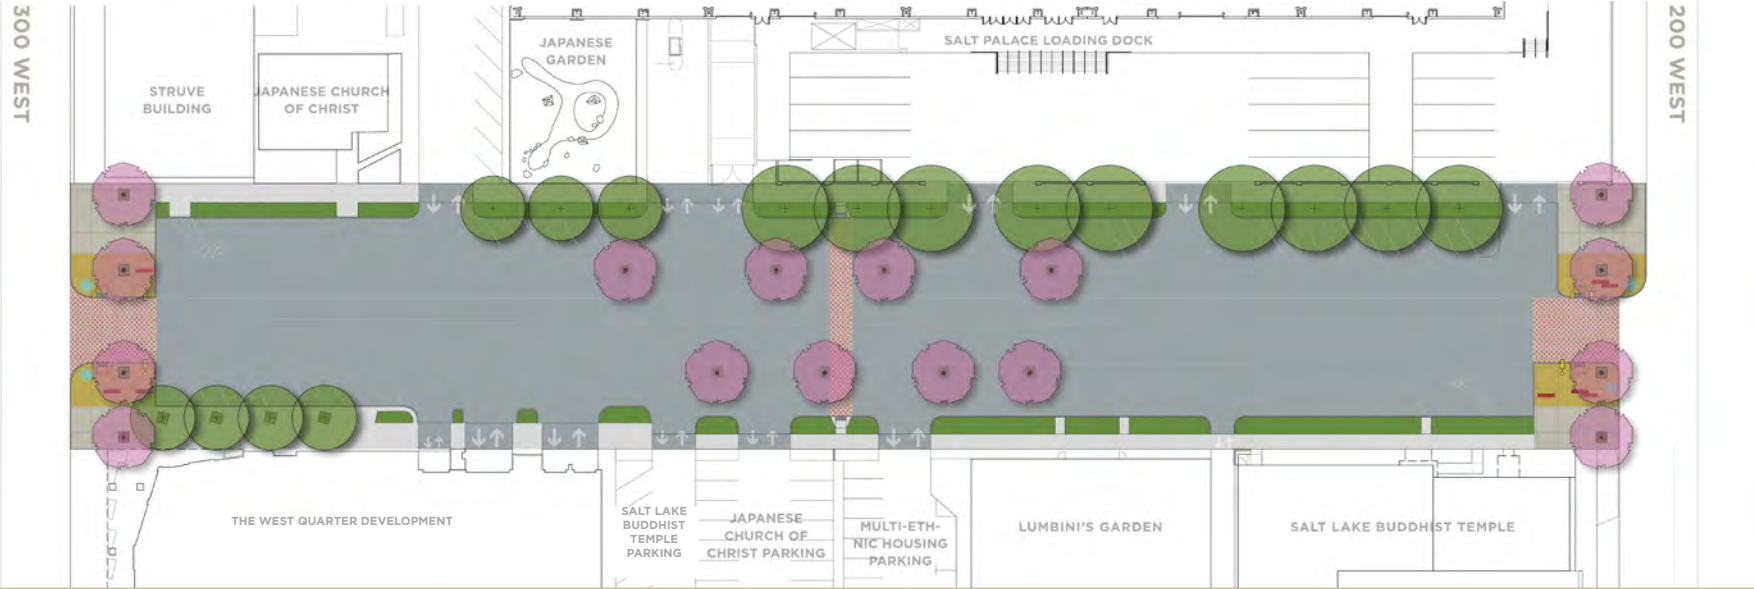 300 WEST
STRUVE
BUILDING
JAPANESE CHURCH
OF CHRIST
JAPANESE
GARDEN
SALT PALACE LOADING DOCK
200 WEST
THE WEST QUARTER DEVELOPMENT
SALT LAKE
BUDDHIST
TEMPLE
PARKING
JAPANESE
CHURCH OF
CHRIST PARKING
MULTI-ETH-
NIC HOUSING
PARKING
LUMBINI'S GARDEN
SALT LAKE BUDDHIST TEMPLE